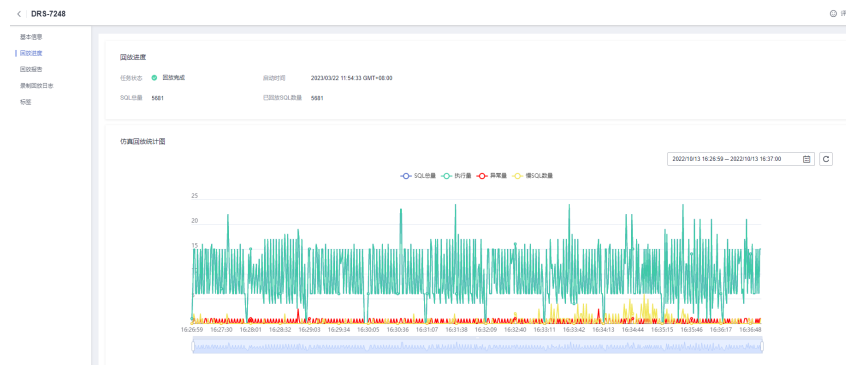 DRS-7248
评
基本信息
回放进度
回放报告
录制回放日志
标签
回放进度
任务状态 回放完成 启动时间 2023/03/22 11:54:33 GMT+08:00
SQL总量 5681 已回放SQL数量 5681
仿真回放统计图
2022/10/13 16:26:59 -- 2022/10/13 16:37:00
SQL总量 执行量 异常量 慢SQL数量
25
20
15
16:26:59 16:27:30 16:28:01 16:28:32 16:29:03 16:29:34 16:30:05 16:30:36 16:31:07 16:31:38 16:32:09 16:32:40 16:33:11 16:33:42 16:34:13 16:34:44 16:35:15 16:35:46 16:36:17 16:36:48